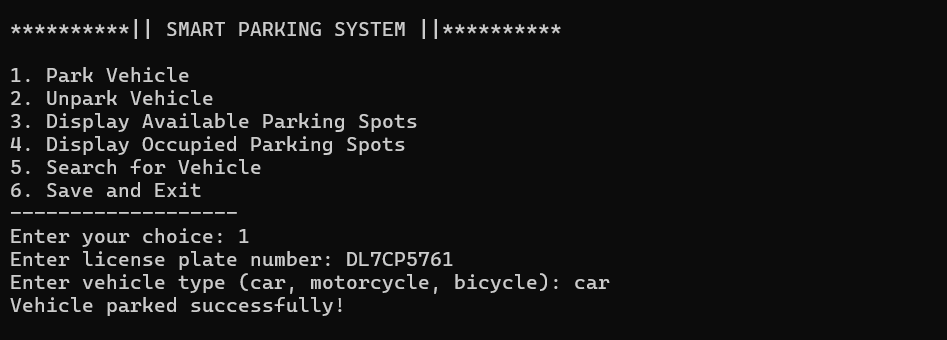 **********|| SMART PARKING SYSTEM ||**********
1. Park Vehicle
2. Unpark Vehicle
3. Display Available Parking Spots
4. Display Occupied Parking Spots
5. Search for Vehicle
6. Save and Exit
-------------------
Enter your choice: 1
Enter license plate number: DL7CP5761
Enter vehicle type (car, motorcycle, bicycle): car
Vehicle parked successfully!